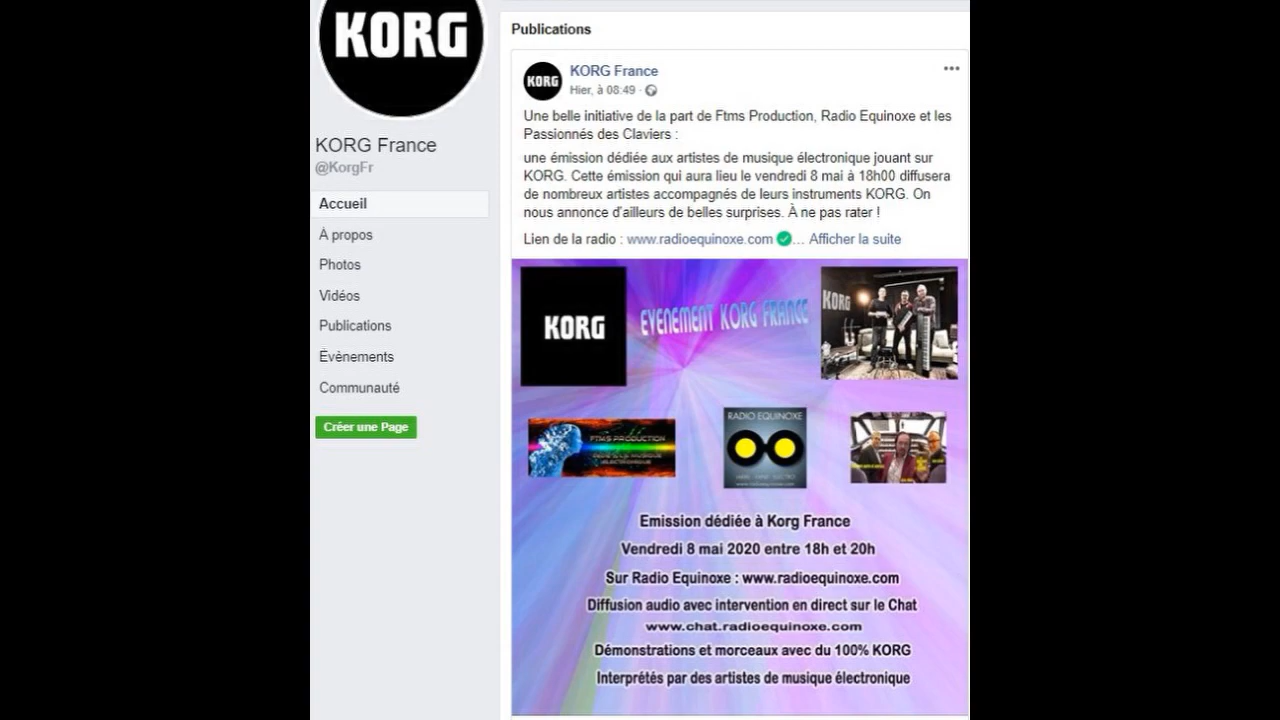 KORG
KORG France
@KorgFr
Accueil
À propos
Photos
Vidéos
Publications
Évènements
Communauté
Créer une Page
Publications
KORG
KORG France
Hier, à 08:49
Une belle initiative de la part de Ftms Production, Radio Equinoxe et les
Passionnés des Claviers :
une émission dédiée aux artistes de musique électronique jouant sur
KORG. Cette émission qui aura lieu le vendredi 8 mai à 18h00 diffusera
de nombreux artistes accompagnés de leurs instruments KORG. On
nous annonce d'ailleurs de belles surprises. À ne pas rater !
Lien de la radio : www.radioequinoxe.com ... Afficher la suite
KORG
EVENEMENT KORG FRANCE
KORG
FTMS PRODUCTION
RADIO EQUINOXE
Emission dédiée à Korg France
Vendredi 8 mai 2020 entre 18h et 20h
Sur Radio Equinoxe : www.radioequinoxe.com
Diffusion audio avec intervention en direct sur le Chat
www.chat.radioequinoxe.com
Démonstrations et morceaux avec du 100% KORG
Interprétés par des artistes de musique électronique